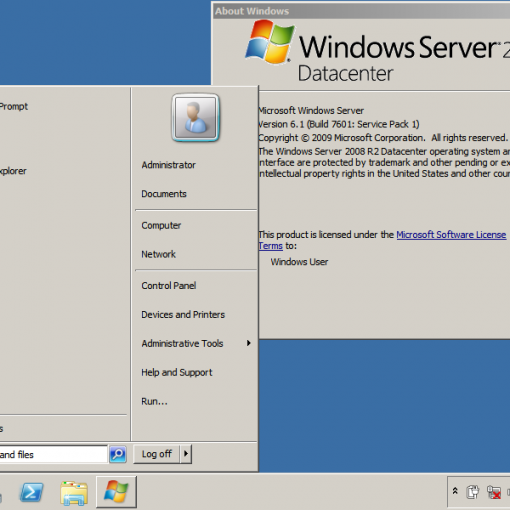 About Windows
Windows Server 2
Datacenter
Microsoft Windows Server
Version 6.1 (Build 7601: Service Pack 1)
Copyright © 2009 Microsoft Corporation. All rights reserved.
The Windows Server 2008 R2 Datacenter operating system an
nterface are protected by trademark and other pending or ex
ntellectual property rights in the United States and other cour
This product is licensed under the Microsoft Software License
Terms to:
Windows User
Prompt
xplorer
s
and files
Administrator
Documents
Computer
Network
Control Panel
Devices and Printers
Administrative Tools
Help and Support
Run...
Log off